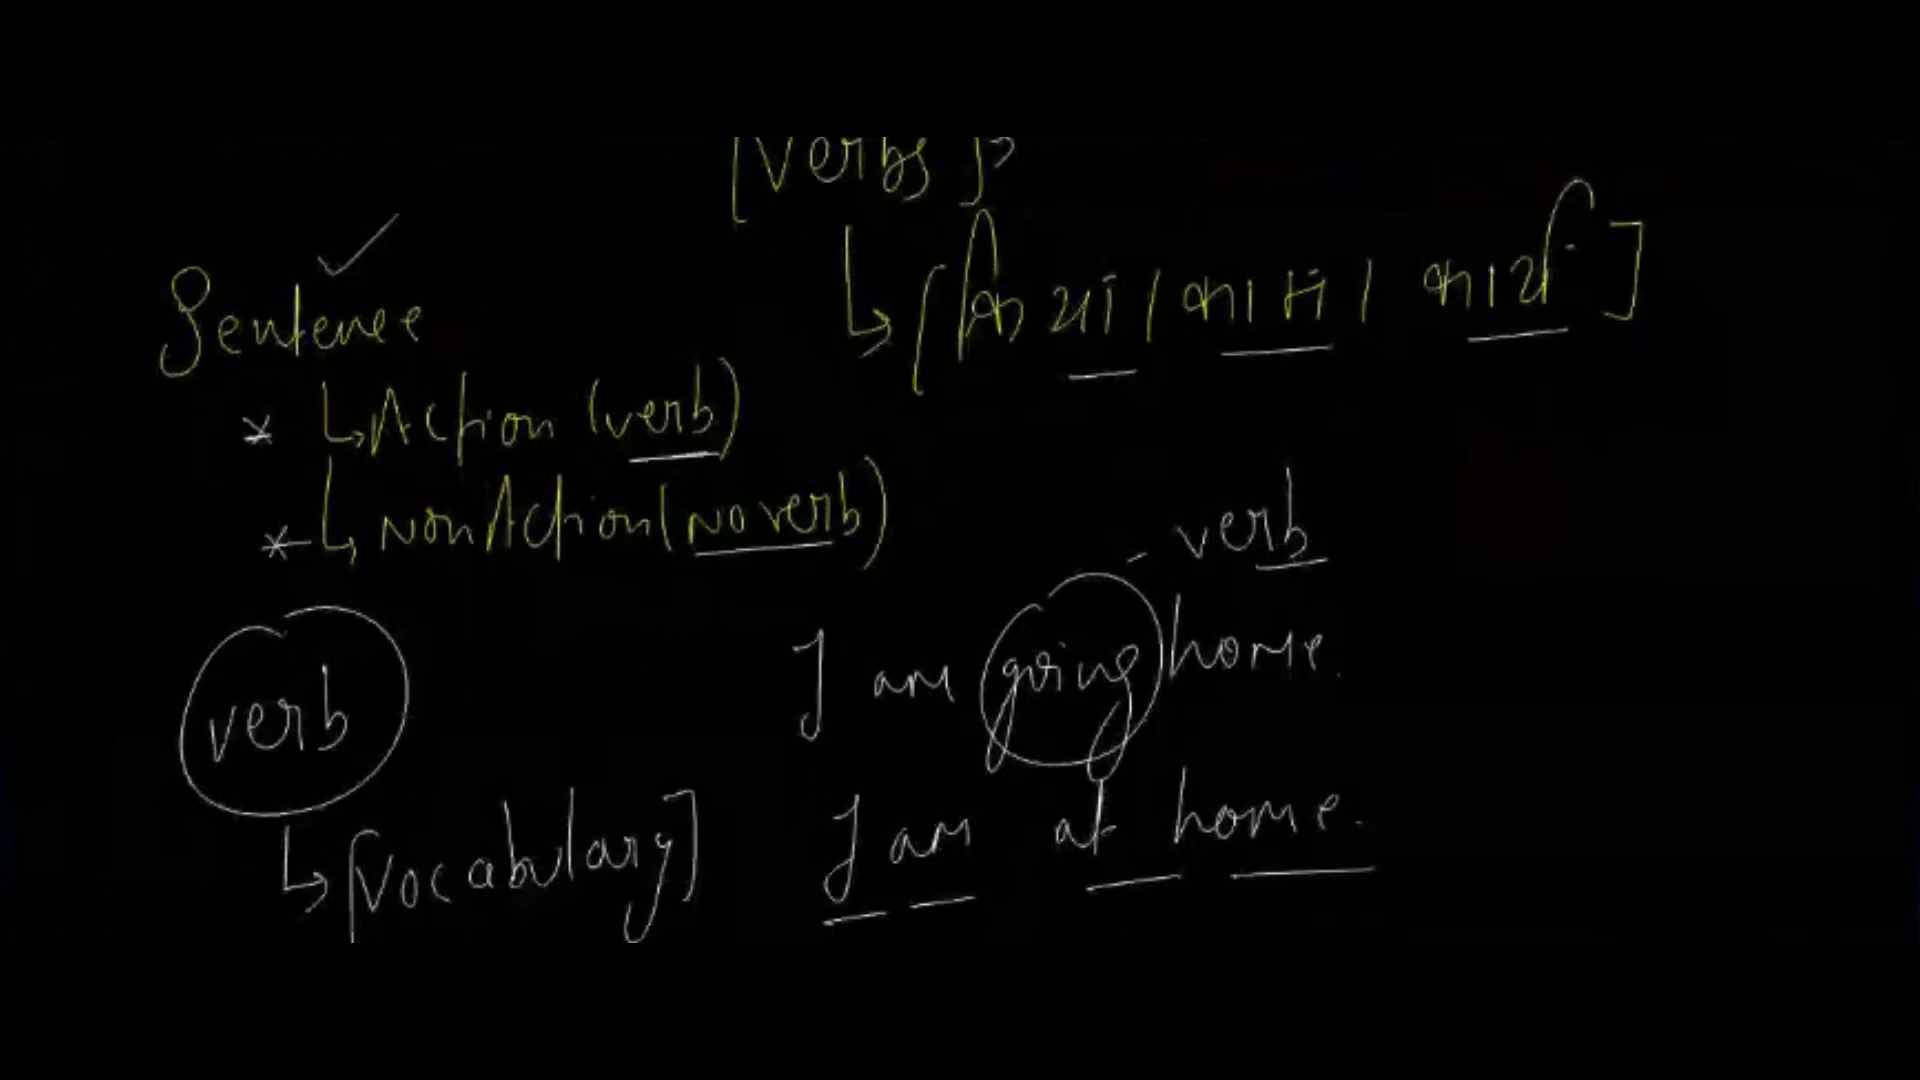 [Verbs]
Sentence
↳ [क्रिया / काम / कार्य]
* ↳ Action (verb)
* ↳ Non Action (No verb)
- verb
I am going home.
verb
↳ [Vocabulary]
I am at home.